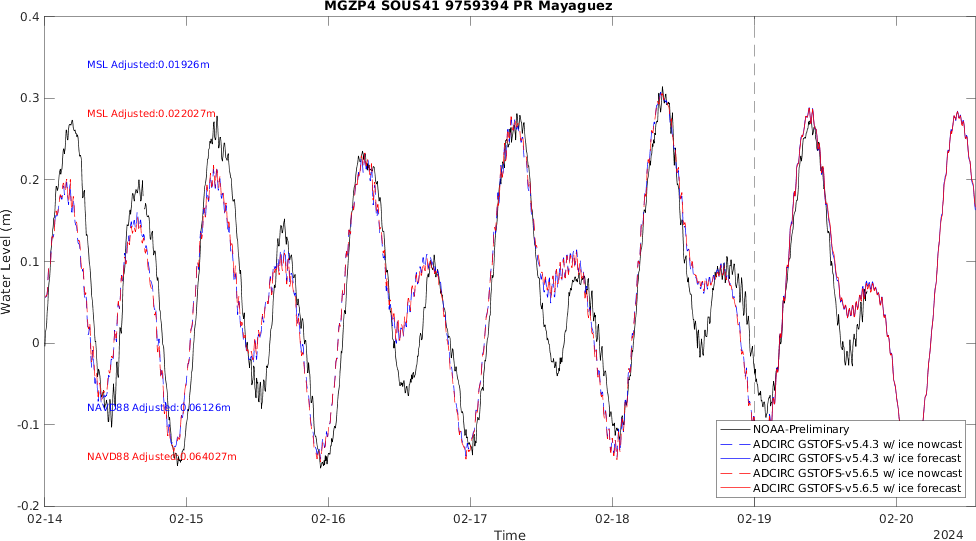 MGZP4 SOUS41 9759394 PR Mayaguez
0.4
0.3
0.2
0.1
0
-0.1
-0.2
Water Level (m)
MSL Adjusted:0.01926m
MSL Adjusted:0.022027m
NAVD88 Adjusted:0.06126m
NAVD88 Adjusted:0.064027m
NOAA-Preliminary
ADCIRC GSTOFS-v5.4.3 w/ ice nowcast
ADCIRC GSTOFS-v5.4.3 w/ ice forecast
ADCIRC GSTOFS-v5.6.5 w/ ice nowcast
ADCIRC GSTOFS-v5.6.5 w/ ice forecast
02-14 02-15 02-16 02-17 02-18 02-19 02-20
Time
2024